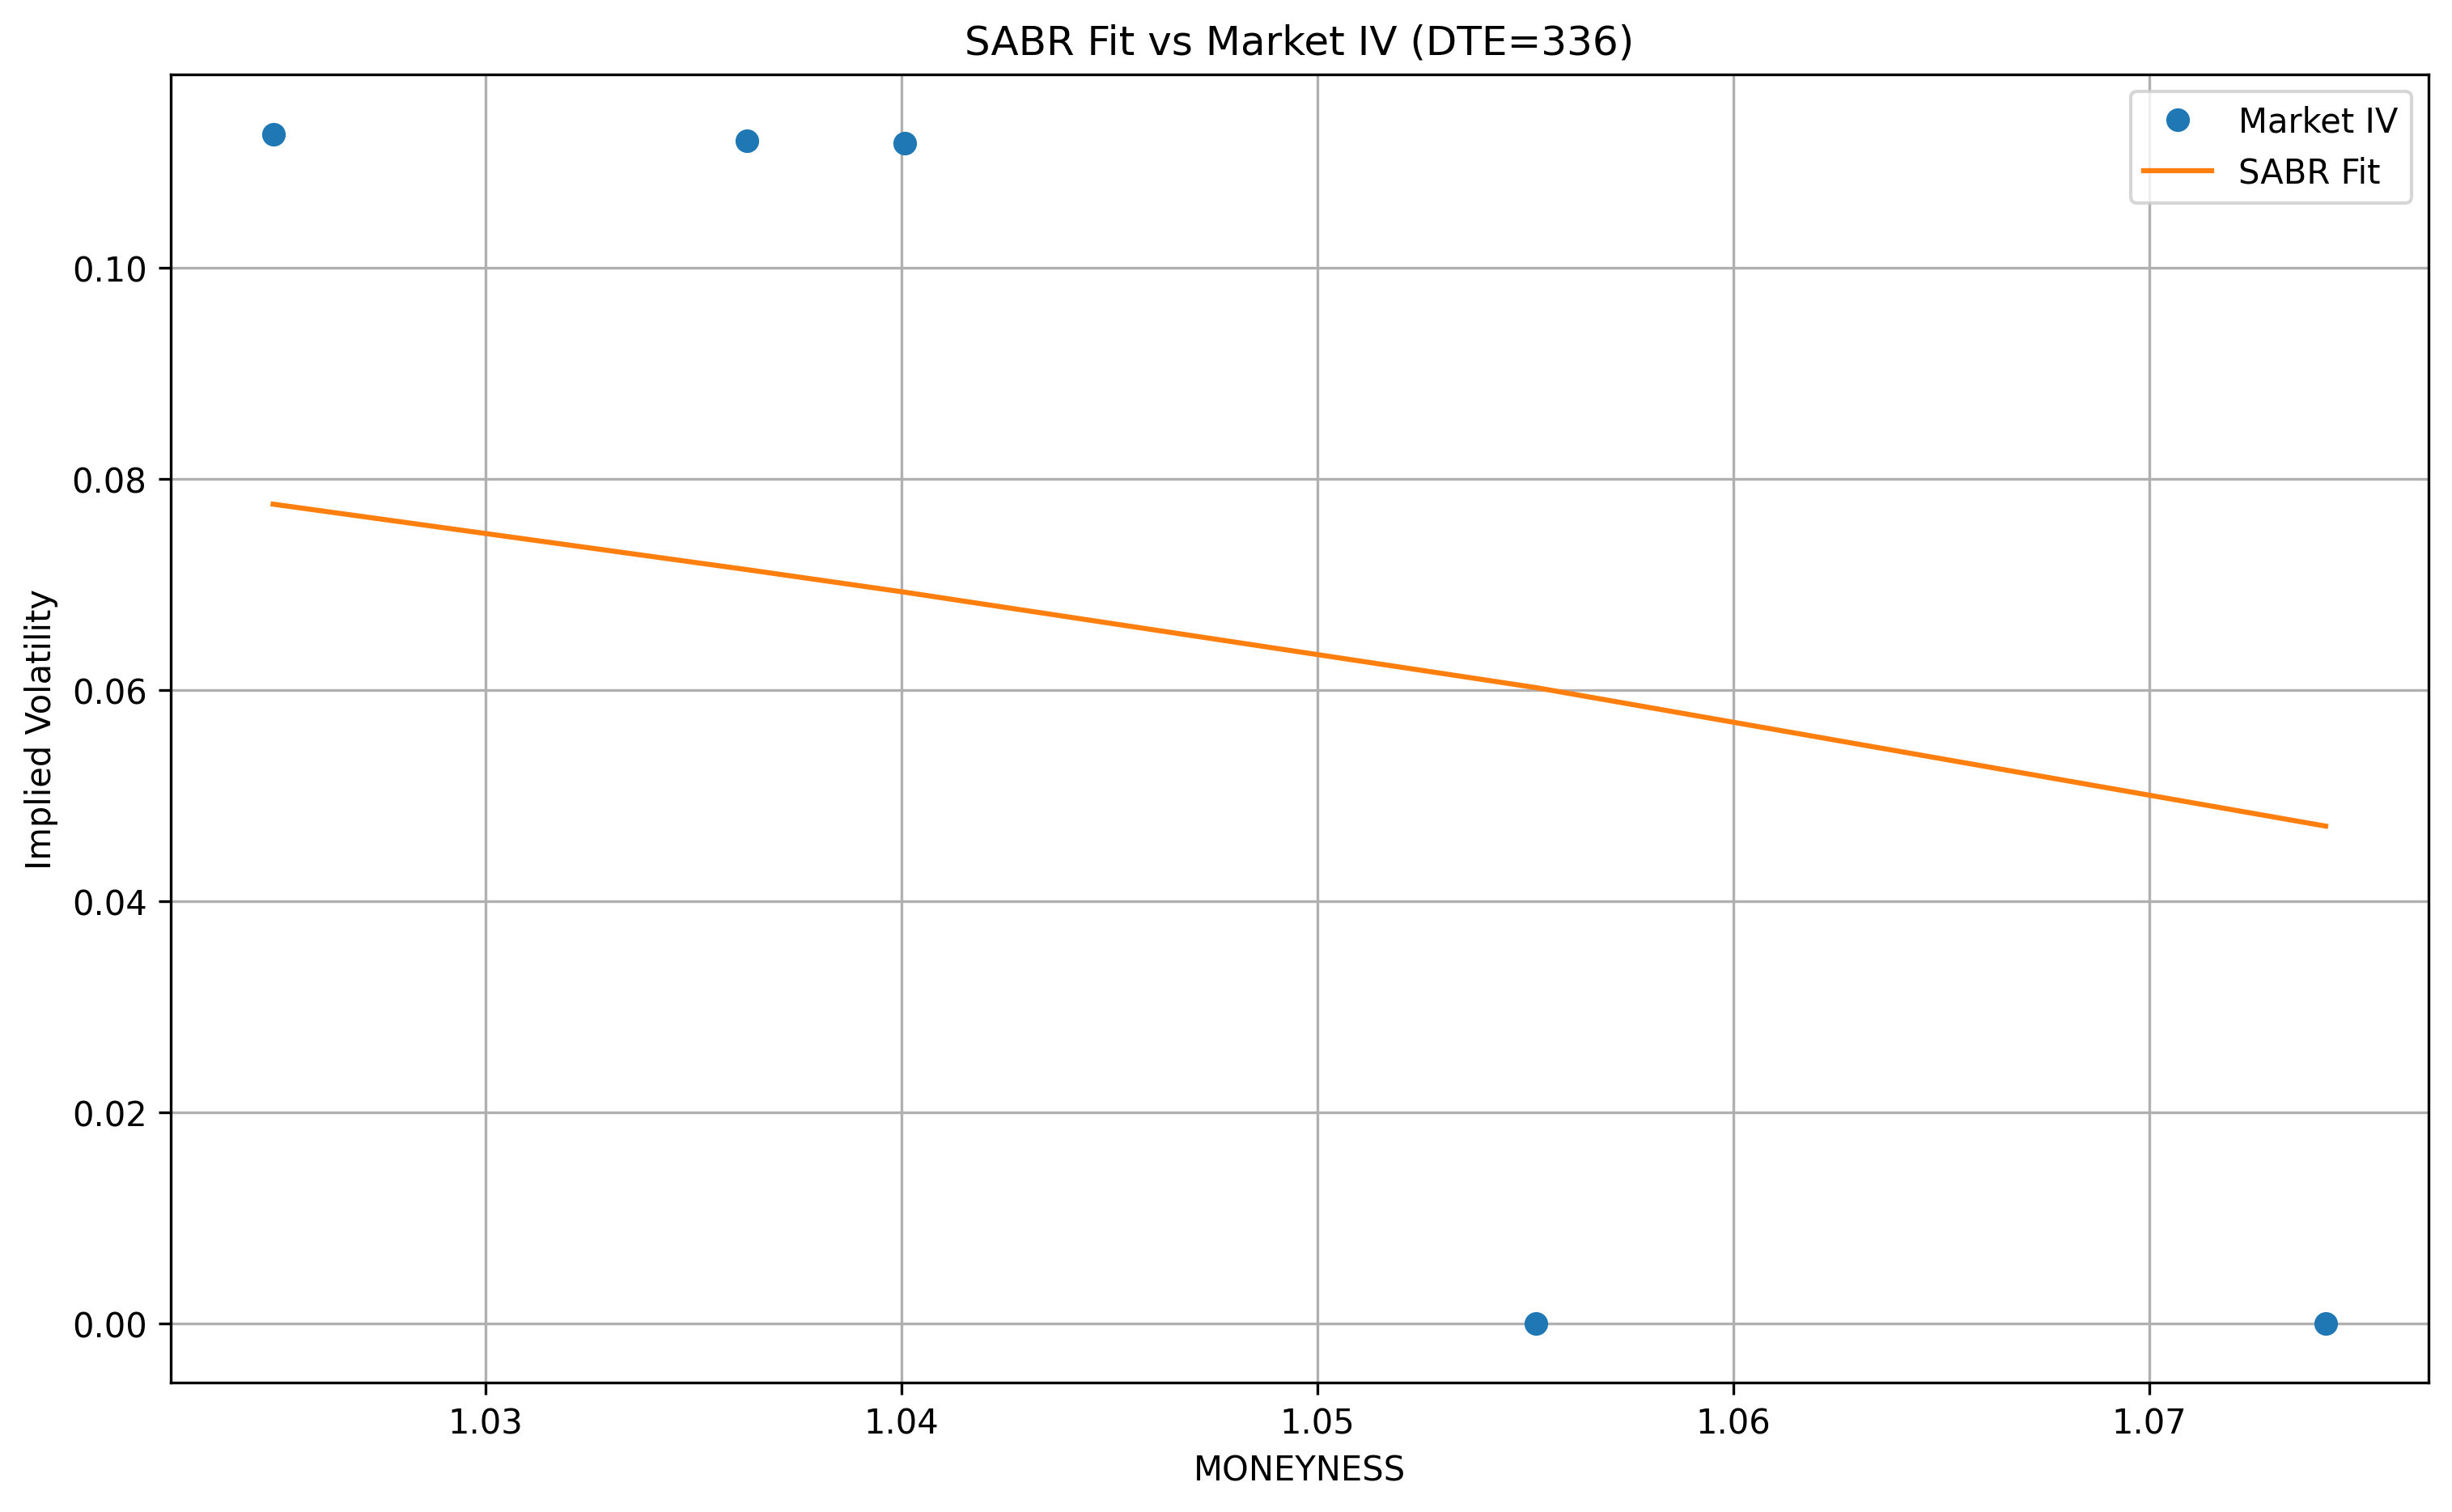 SABR Fit vs Market IV (DTE=336)
Market IV
SABR Fit
Implied Volatility
0.10
0.08
0.06
0.04
0.02
0.00
1.03 1.04 1.05 1.06 1.07
MONEYNESS